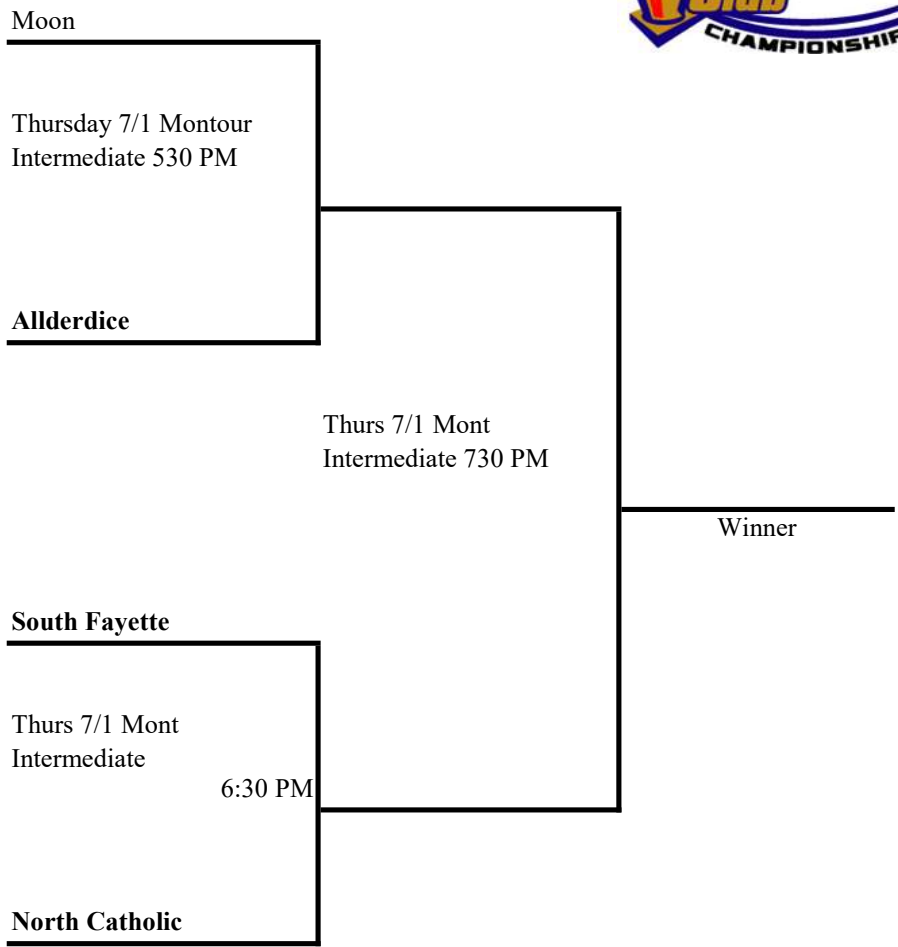 Moon
Club
CHAMPIONSHIP
Thursday 7/1 Montour
Intermediate 530 PM
Allderdice
Thurs 7/1 Mont
Intermediate 730 PM
Winner
South Fayette
Thurs 7/1 Mont
Intermediate
6:30 PM
North Catholic